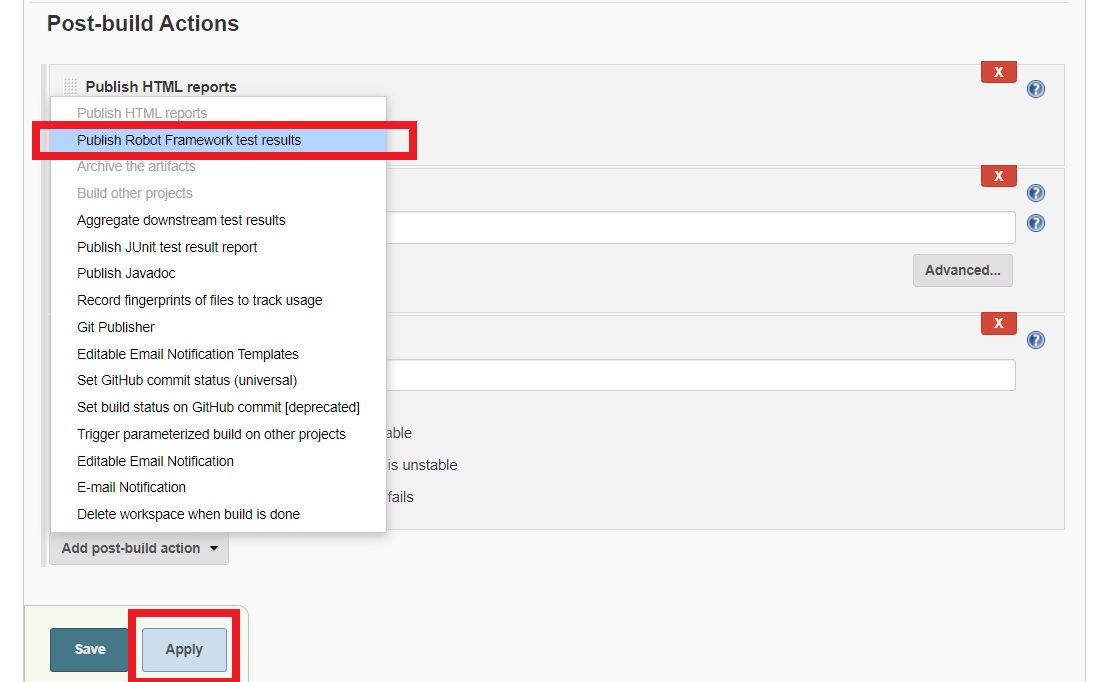 Post-build Actions
X
Publish HTML reports
?
Publish HTML reports
Publish Robot Framework test results
Archive the artifacts
X
Build other projects
?
Aggregate downstream test results
?
Publish JUnit test result report
Publish Javadoc
Advanced...
Record fingerprints of files to track usage
Git Publisher
X
?
Editable Email Notification Templates
Set GitHub commit status (universal)
Set build status on GitHub commit [deprecated]
Trigger parameterized build on other projects
able
Editable Email Notification
is unstable
E-mail Notification
fails
Delete workspace when build is done
Add post-build action
Save
Apply